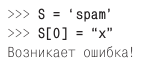 >>> S = ‘spam’
>>> S[0] = “x”
Возникает ошибка!